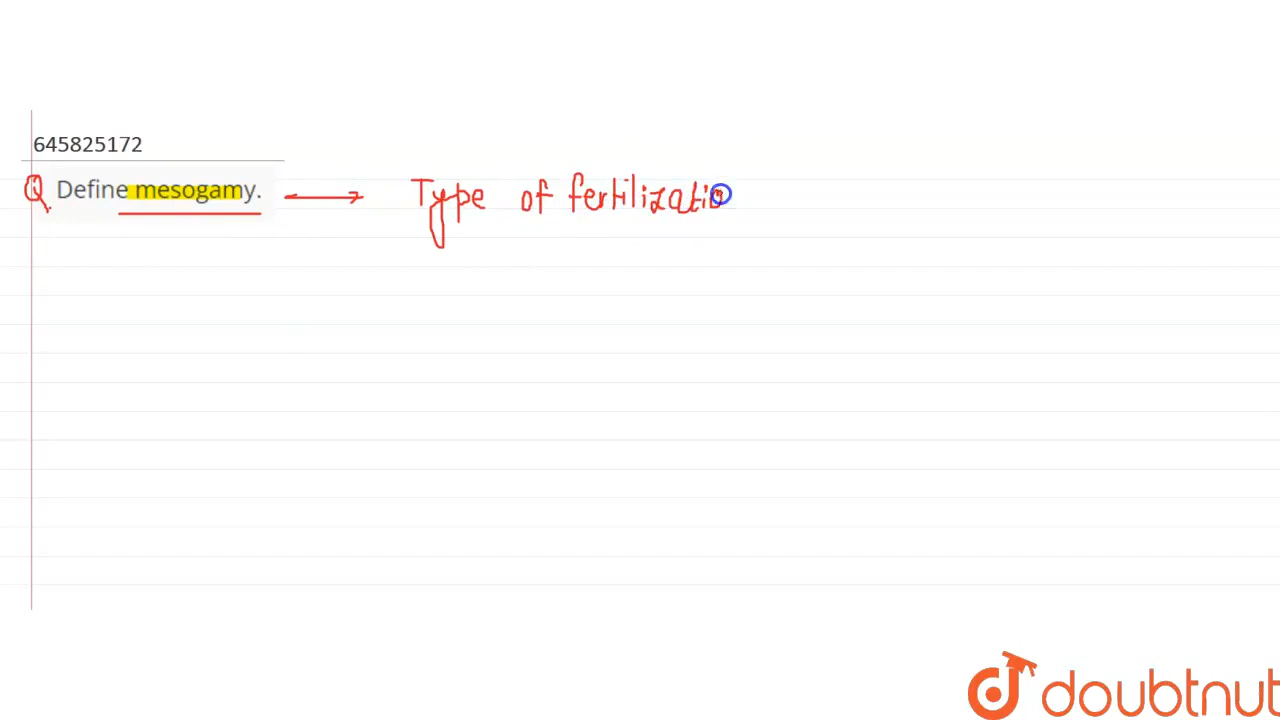 645825172
Q Define mesogamy. → Type of fertilizatio
doubtnut